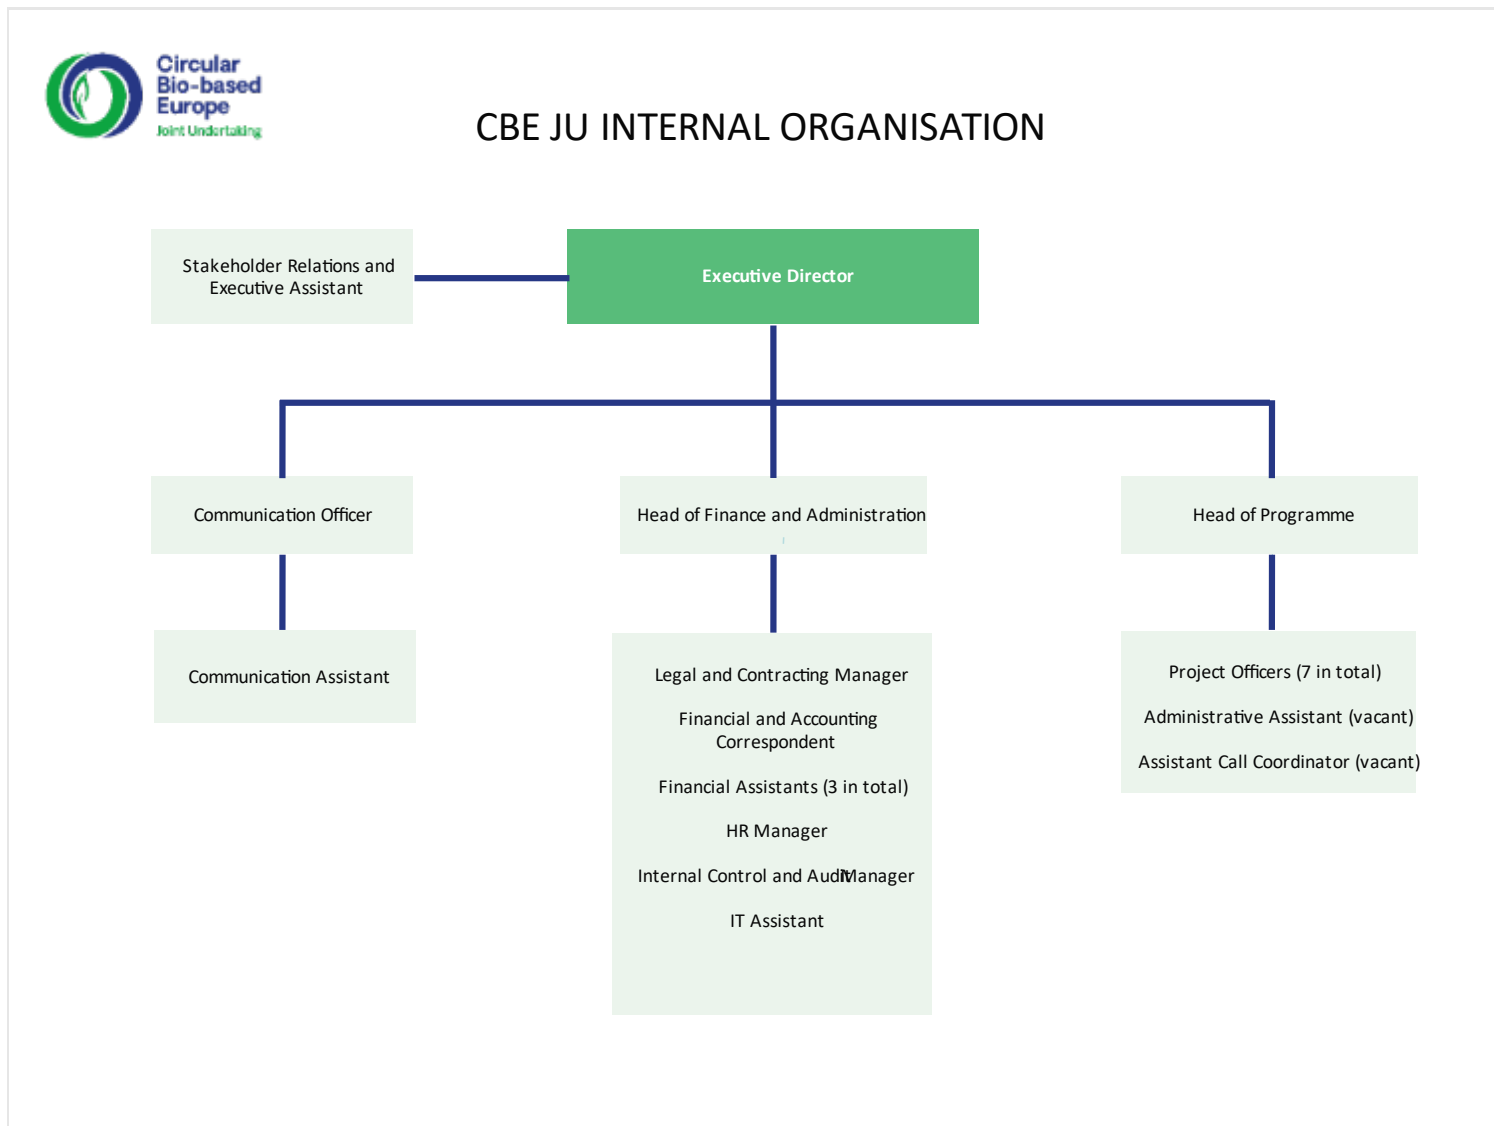 Circular
Bio-based
Europe
Joint Undertaking
CBE JU INTERNAL ORGANISATION
Stakeholder Relations and
Executive Assistant
Executive Director
Communication Officer
Head of Finance and Administration
Head of Programme
Communication Assistant
Legal and Contracting Manager
Financial and Accounting
Correspondent
Financial Assistants (3 in total)
HR Manager
Internal Control and Audit Manager
IT Assistant
Project Officers (7 in total)
Administrative Assistant (vacant)
Assistant Call Coordinator (vacant)